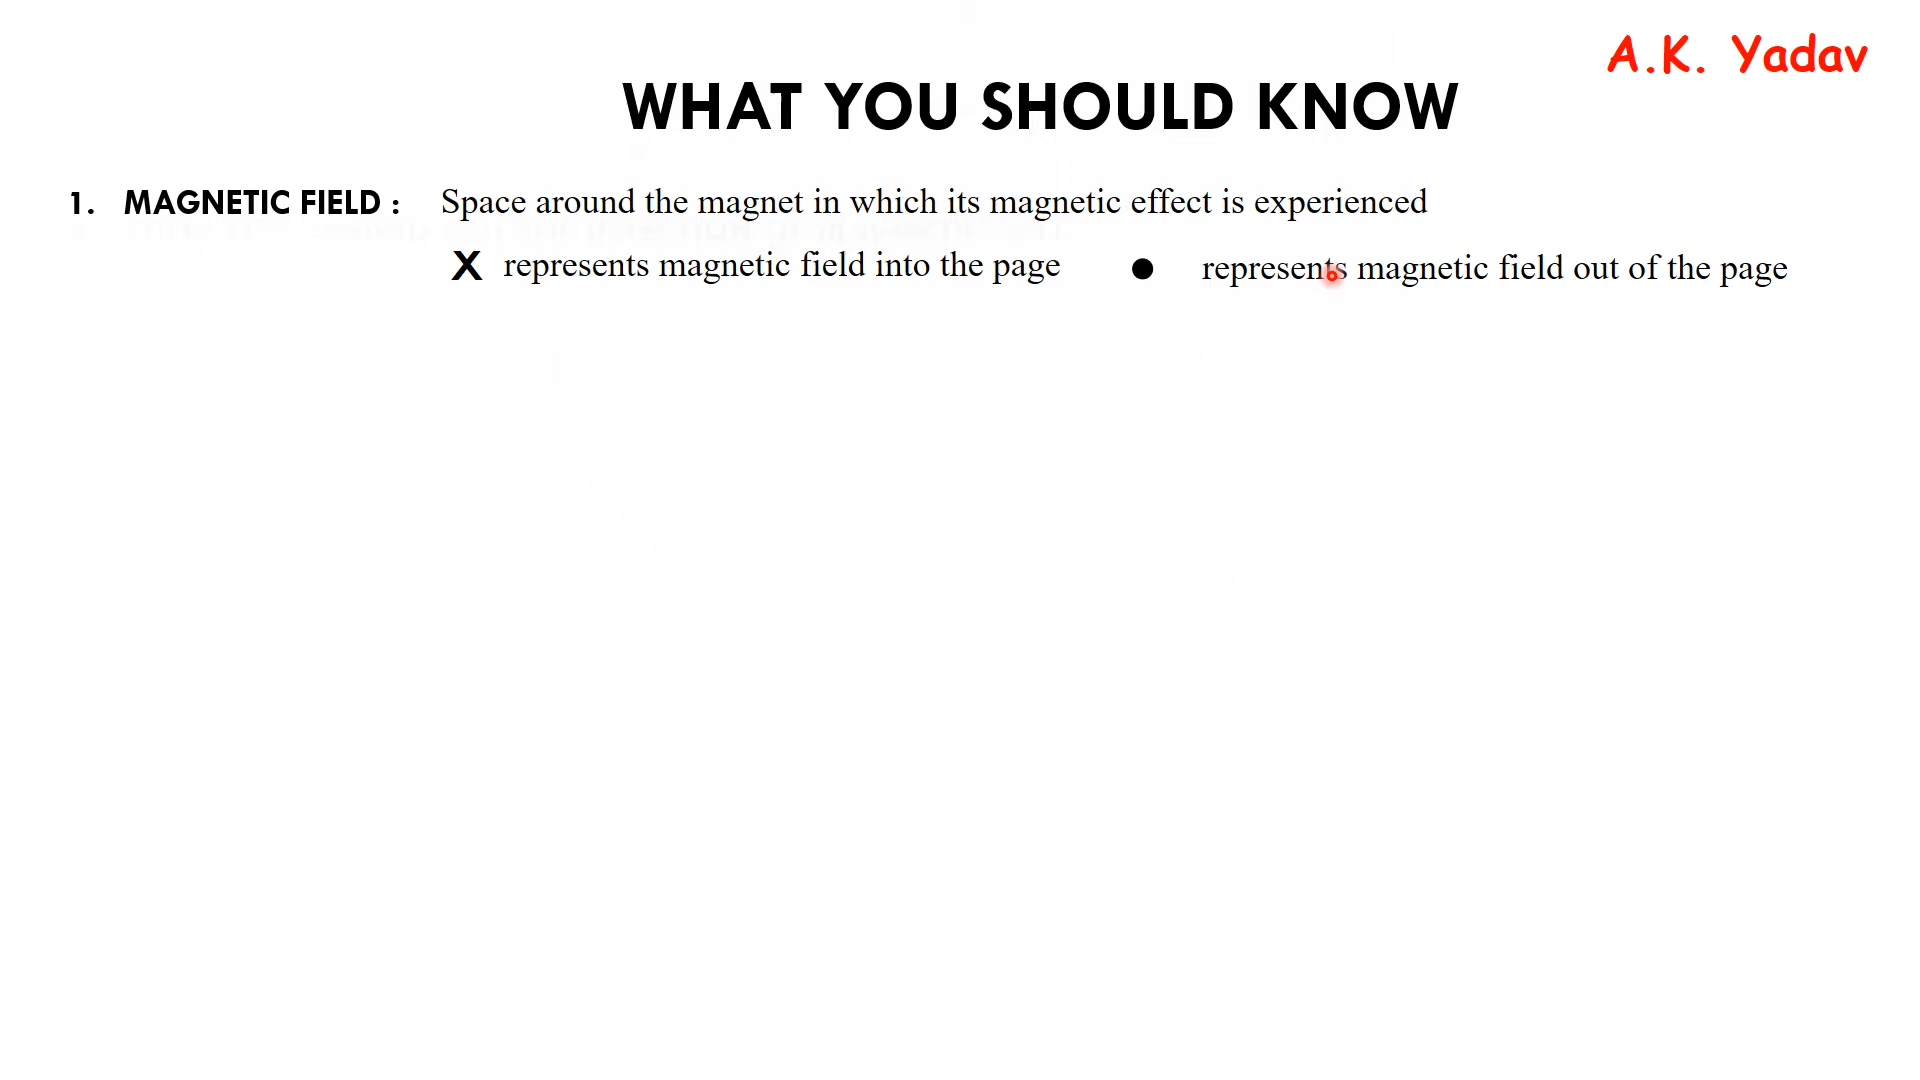 A.K. Yadav
WHAT YOU SHOULD KNOW
1. MAGNETIC FIELD : Space around the magnet in which its magnetic effect is experienced
X represents magnetic field into the page ● represents magnetic field out of the page